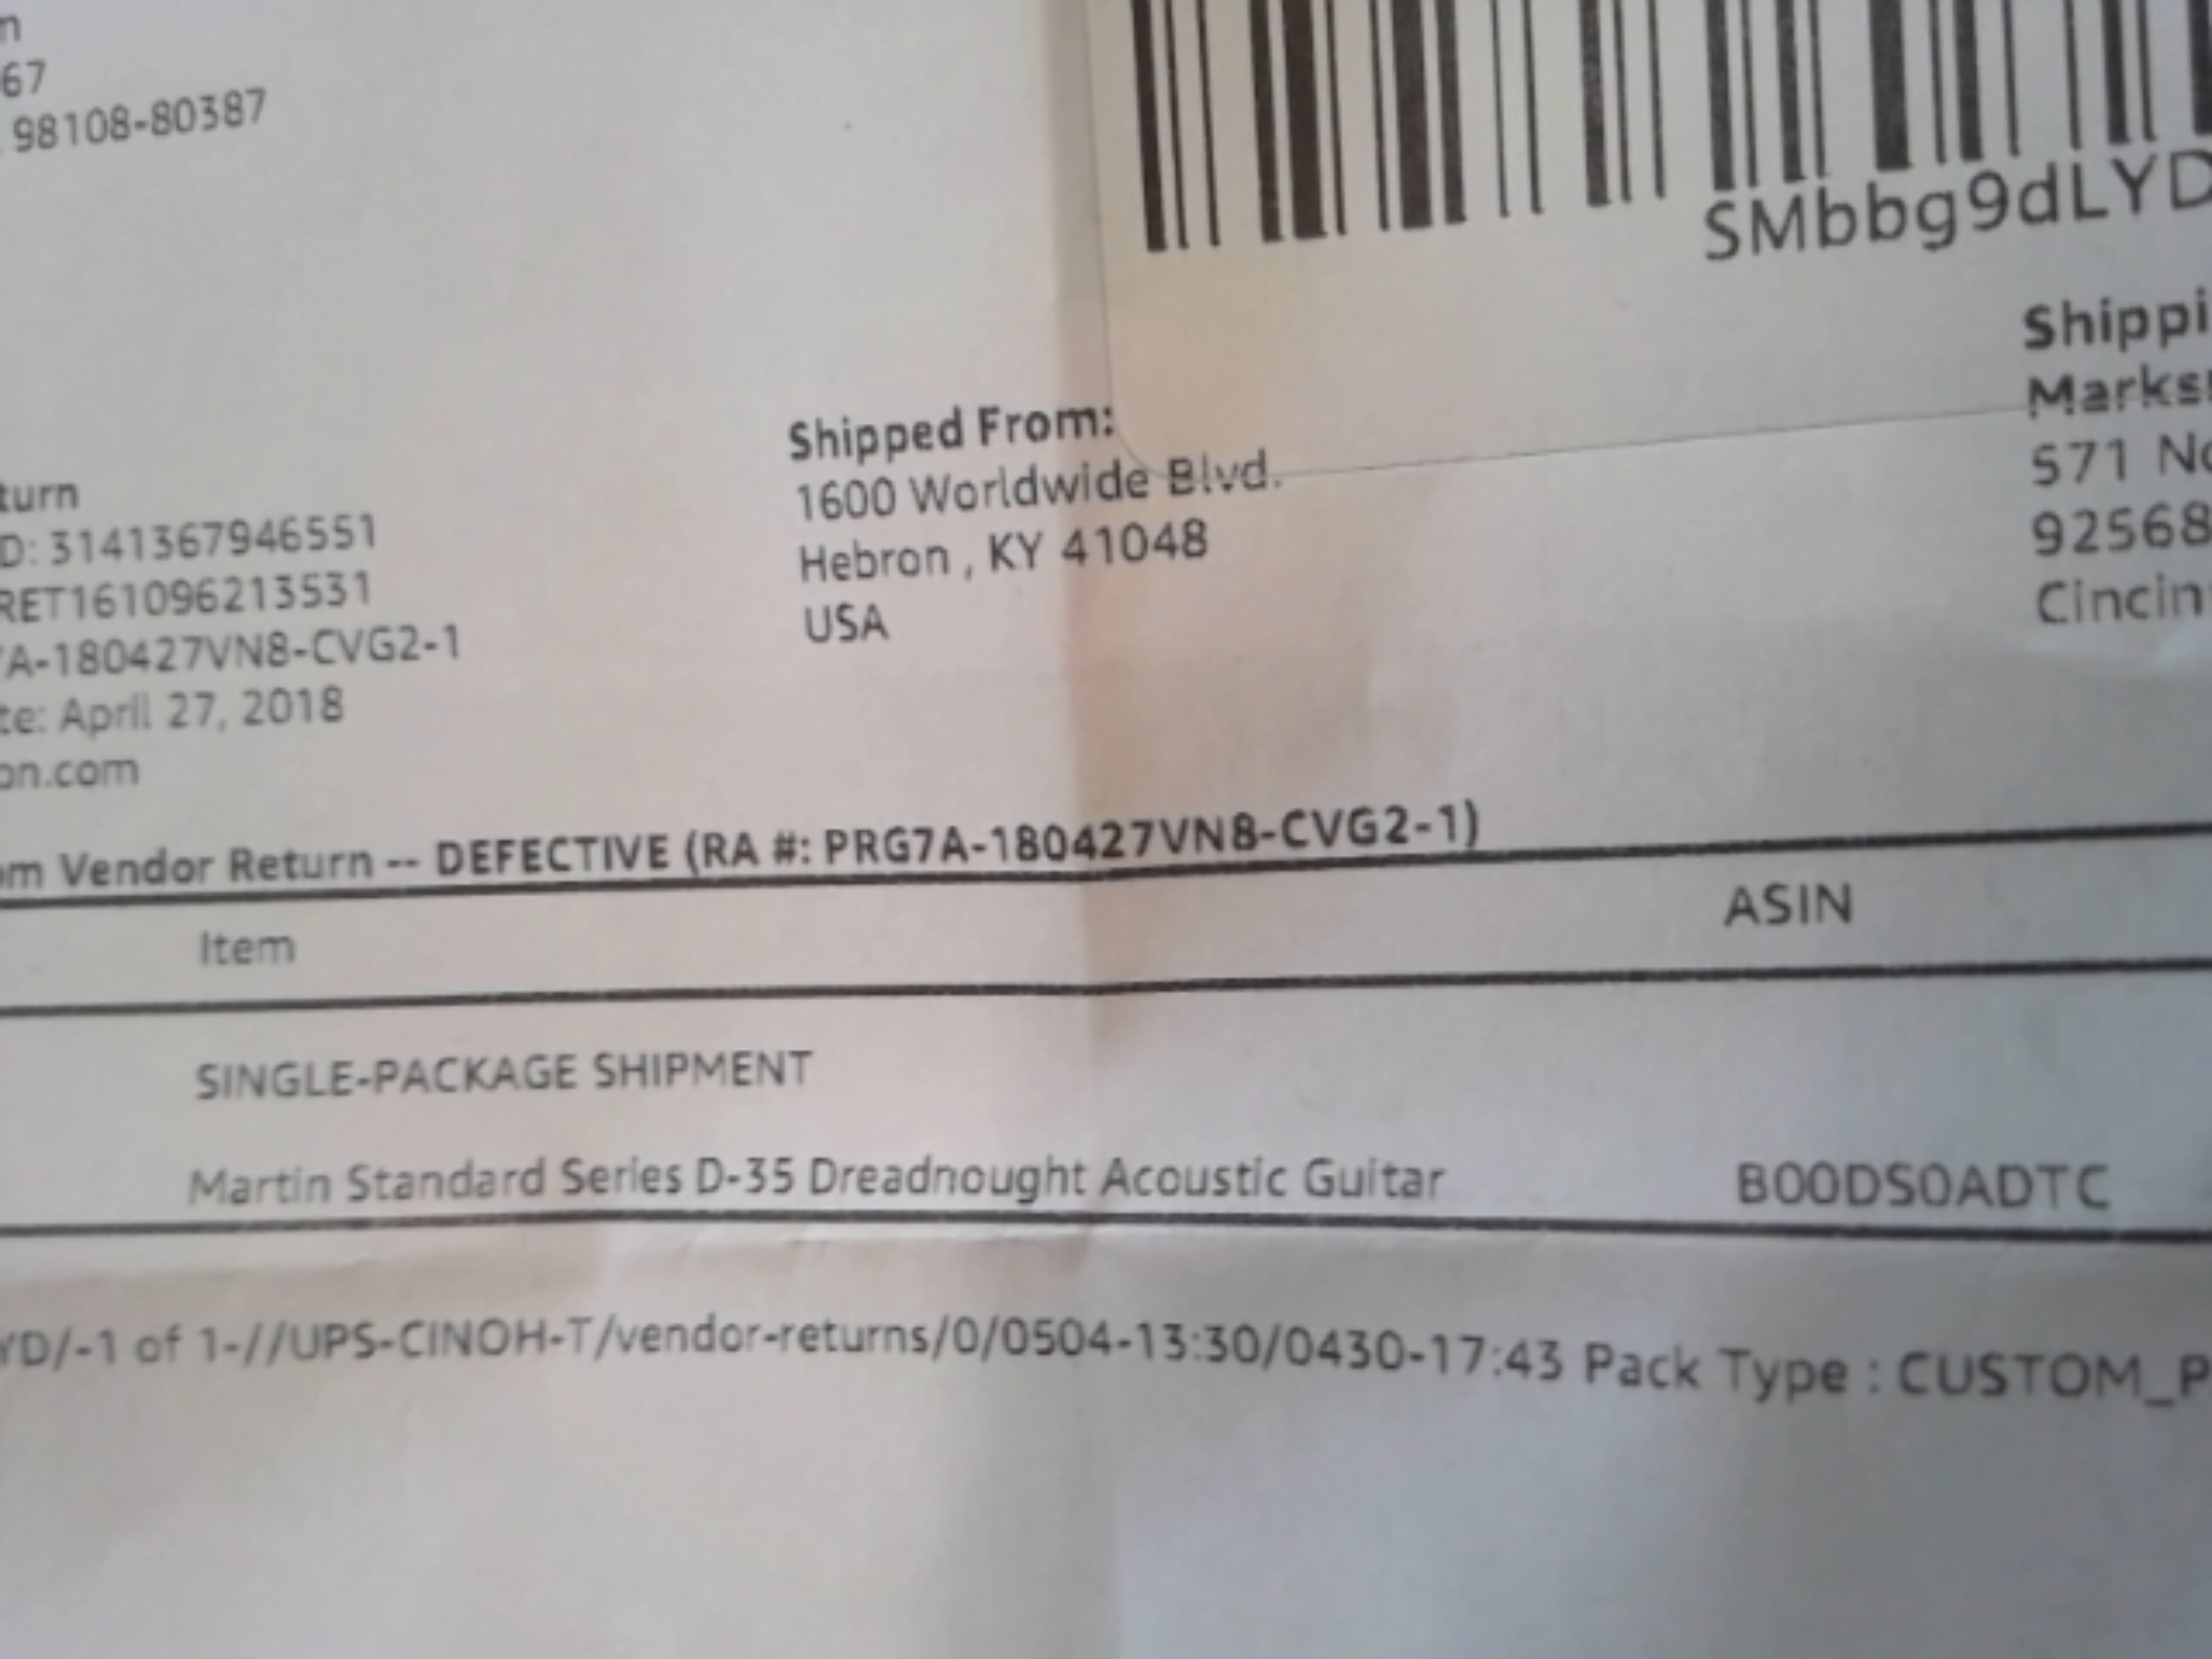 n
67
98108-80387
SMbbg9dLYD
Shippi
Marks
571 No
92568
Cincin
Shipped From:
1600 Worldwide Blvd.
Hebron , KY 41048
USA
turn
D: 3141367946551
RET161096213531
7A-180427VN8-CVG2-1
te: April 27, 2018
on.com
om Vendor Return -- DEFECTIVE (RA #: PRG7A-180427VN8-CVG2-1)
Item ASIN
SINGLE-PACKAGE SHIPMENT
Martin Standard Series D-35 Dreadnought Acoustic Guitar B00DS0ADTC
YD/-1 of 1-//UPS-CINOH-T/vendor-returns/0/0504-13:30/0430-17:43 Pack Type : CUSTOM_P